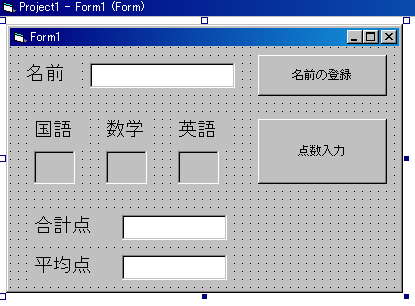 Project1 - Form1 (Form)
Form1
名前 名前の登録
国語 数学 英語 点数入力
合計点
平均点